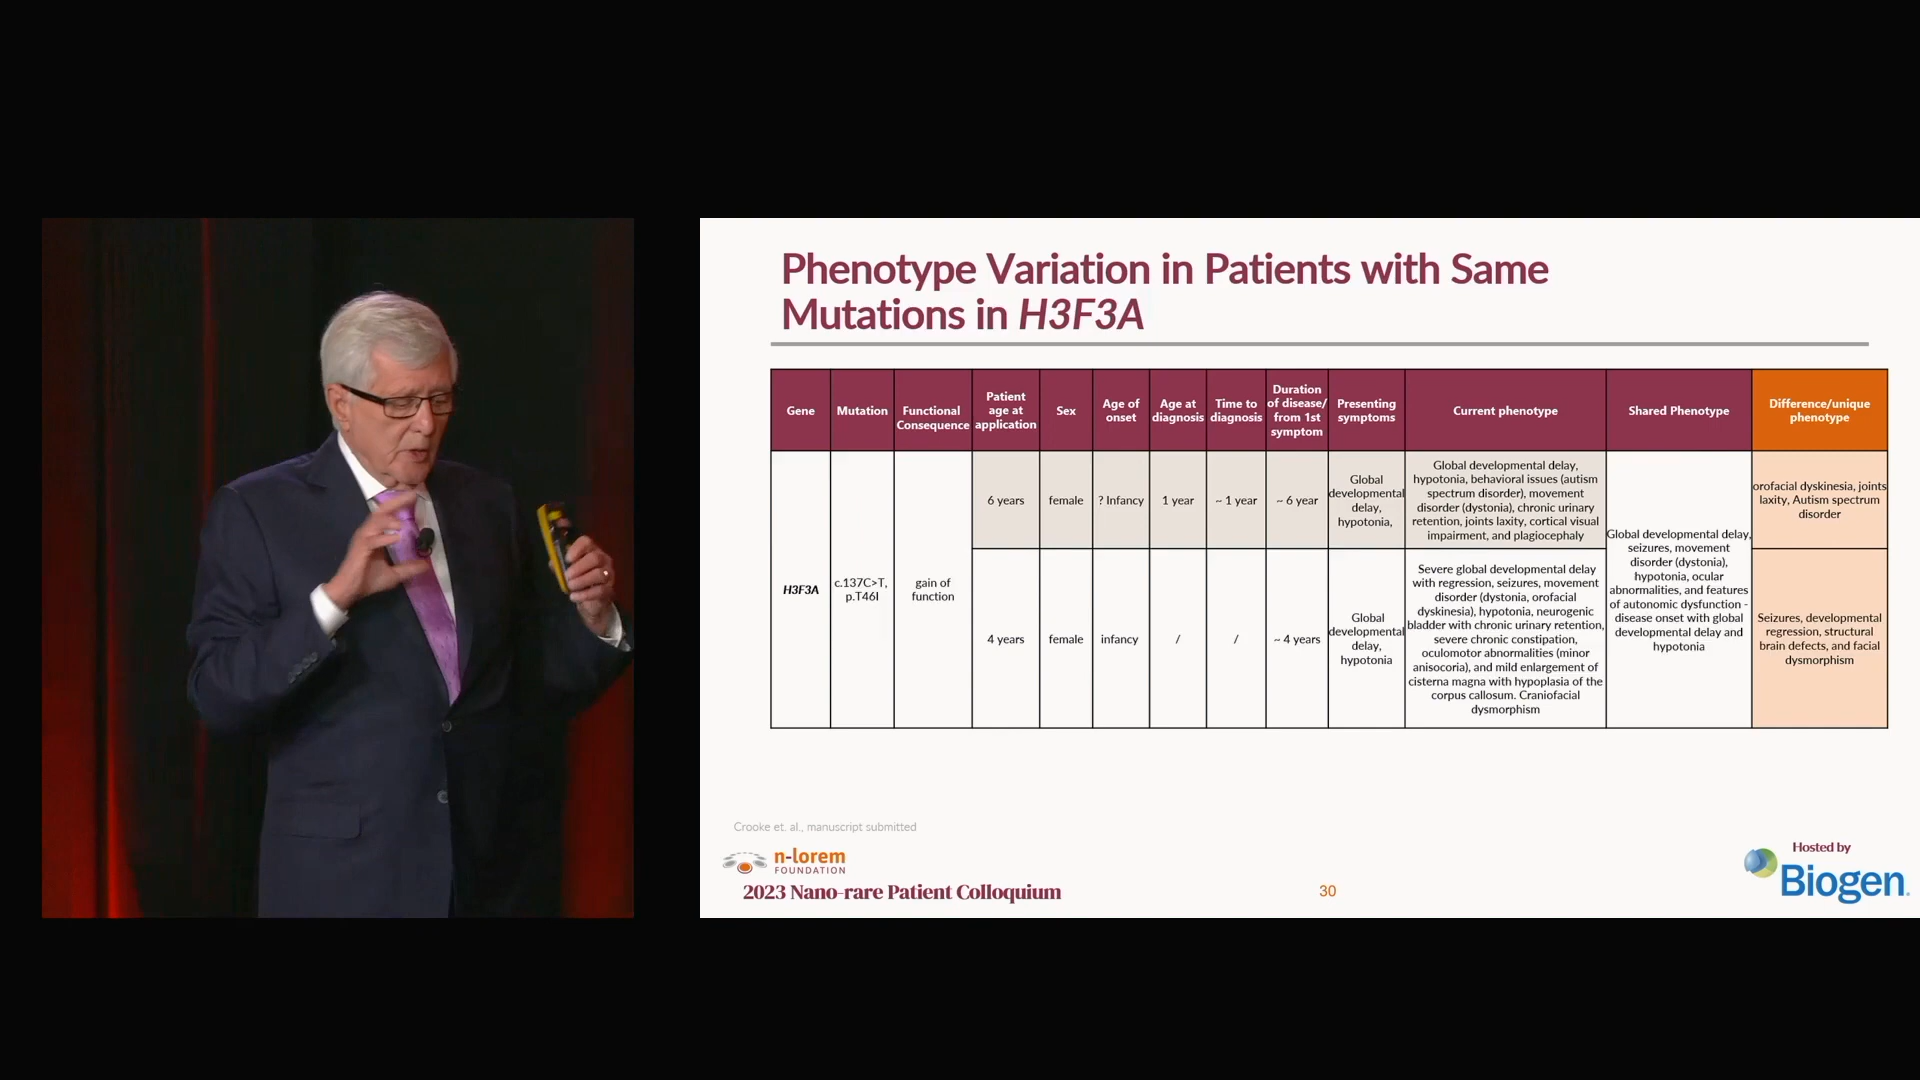 Phenotype Variation in Patients with Same
Mutations in H3F3A
Gene
Mutation
Functional
Consequence
Patient
age at
application
Sex
Age of
onset
Age at
diagnosis
Time to
diagnosis
Duration
of disease/
from 1st
symptom
Presenting
symptoms
Current phenotype
Shared Phenotype
Difference/unique
phenotype
H3F3A
c.137C>T,
p.T46I
gain of
function
6 years
female
? Infancy
1 year
~ 1 year
~ 6 year
Global
developmental
delay,
hypotonia,
Global developmental delay,
hypotonia, behavioral issues (autism
spectrum disorder), movement
disorder (dystonia), chronic urinary
retention, joints laxity, cortical visual
impairment, and plagiocephaly
Global developmental delay,
seizures, movement
disorder (dystonia),
hypotonia, ocular
abnormalities, and features
of autonomic dysfunction -
disease onset with global
developmental delay and
hypotonia
orofacial dyskinesia, joints
laxity, Autism spectrum
disorder
4 years
female
infancy
/
/
~ 4 years
Global
developmental
delay,
hypotonia
Severe global developmental delay
with regression, seizures, movement
disorder (dystonia, orofacial
dyskinesia), hypotonia, neurogenic
bladder with chronic urinary retention,
severe chronic constipation,
oculomotor abnormalities (minor
anisocoria), and mild enlargement of
cisterna magna with hypoplasia of the
corpus callosum. Craniofacial
dysmorphism
Seizures, developmental
regression, structural
brain defects, and facial
dysmorphism
Crooke et. al., manuscript submitted
n-lorem
FOUNDATION
2023 Nano-rare Patient Colloquium
30
Hosted by
Biogen.